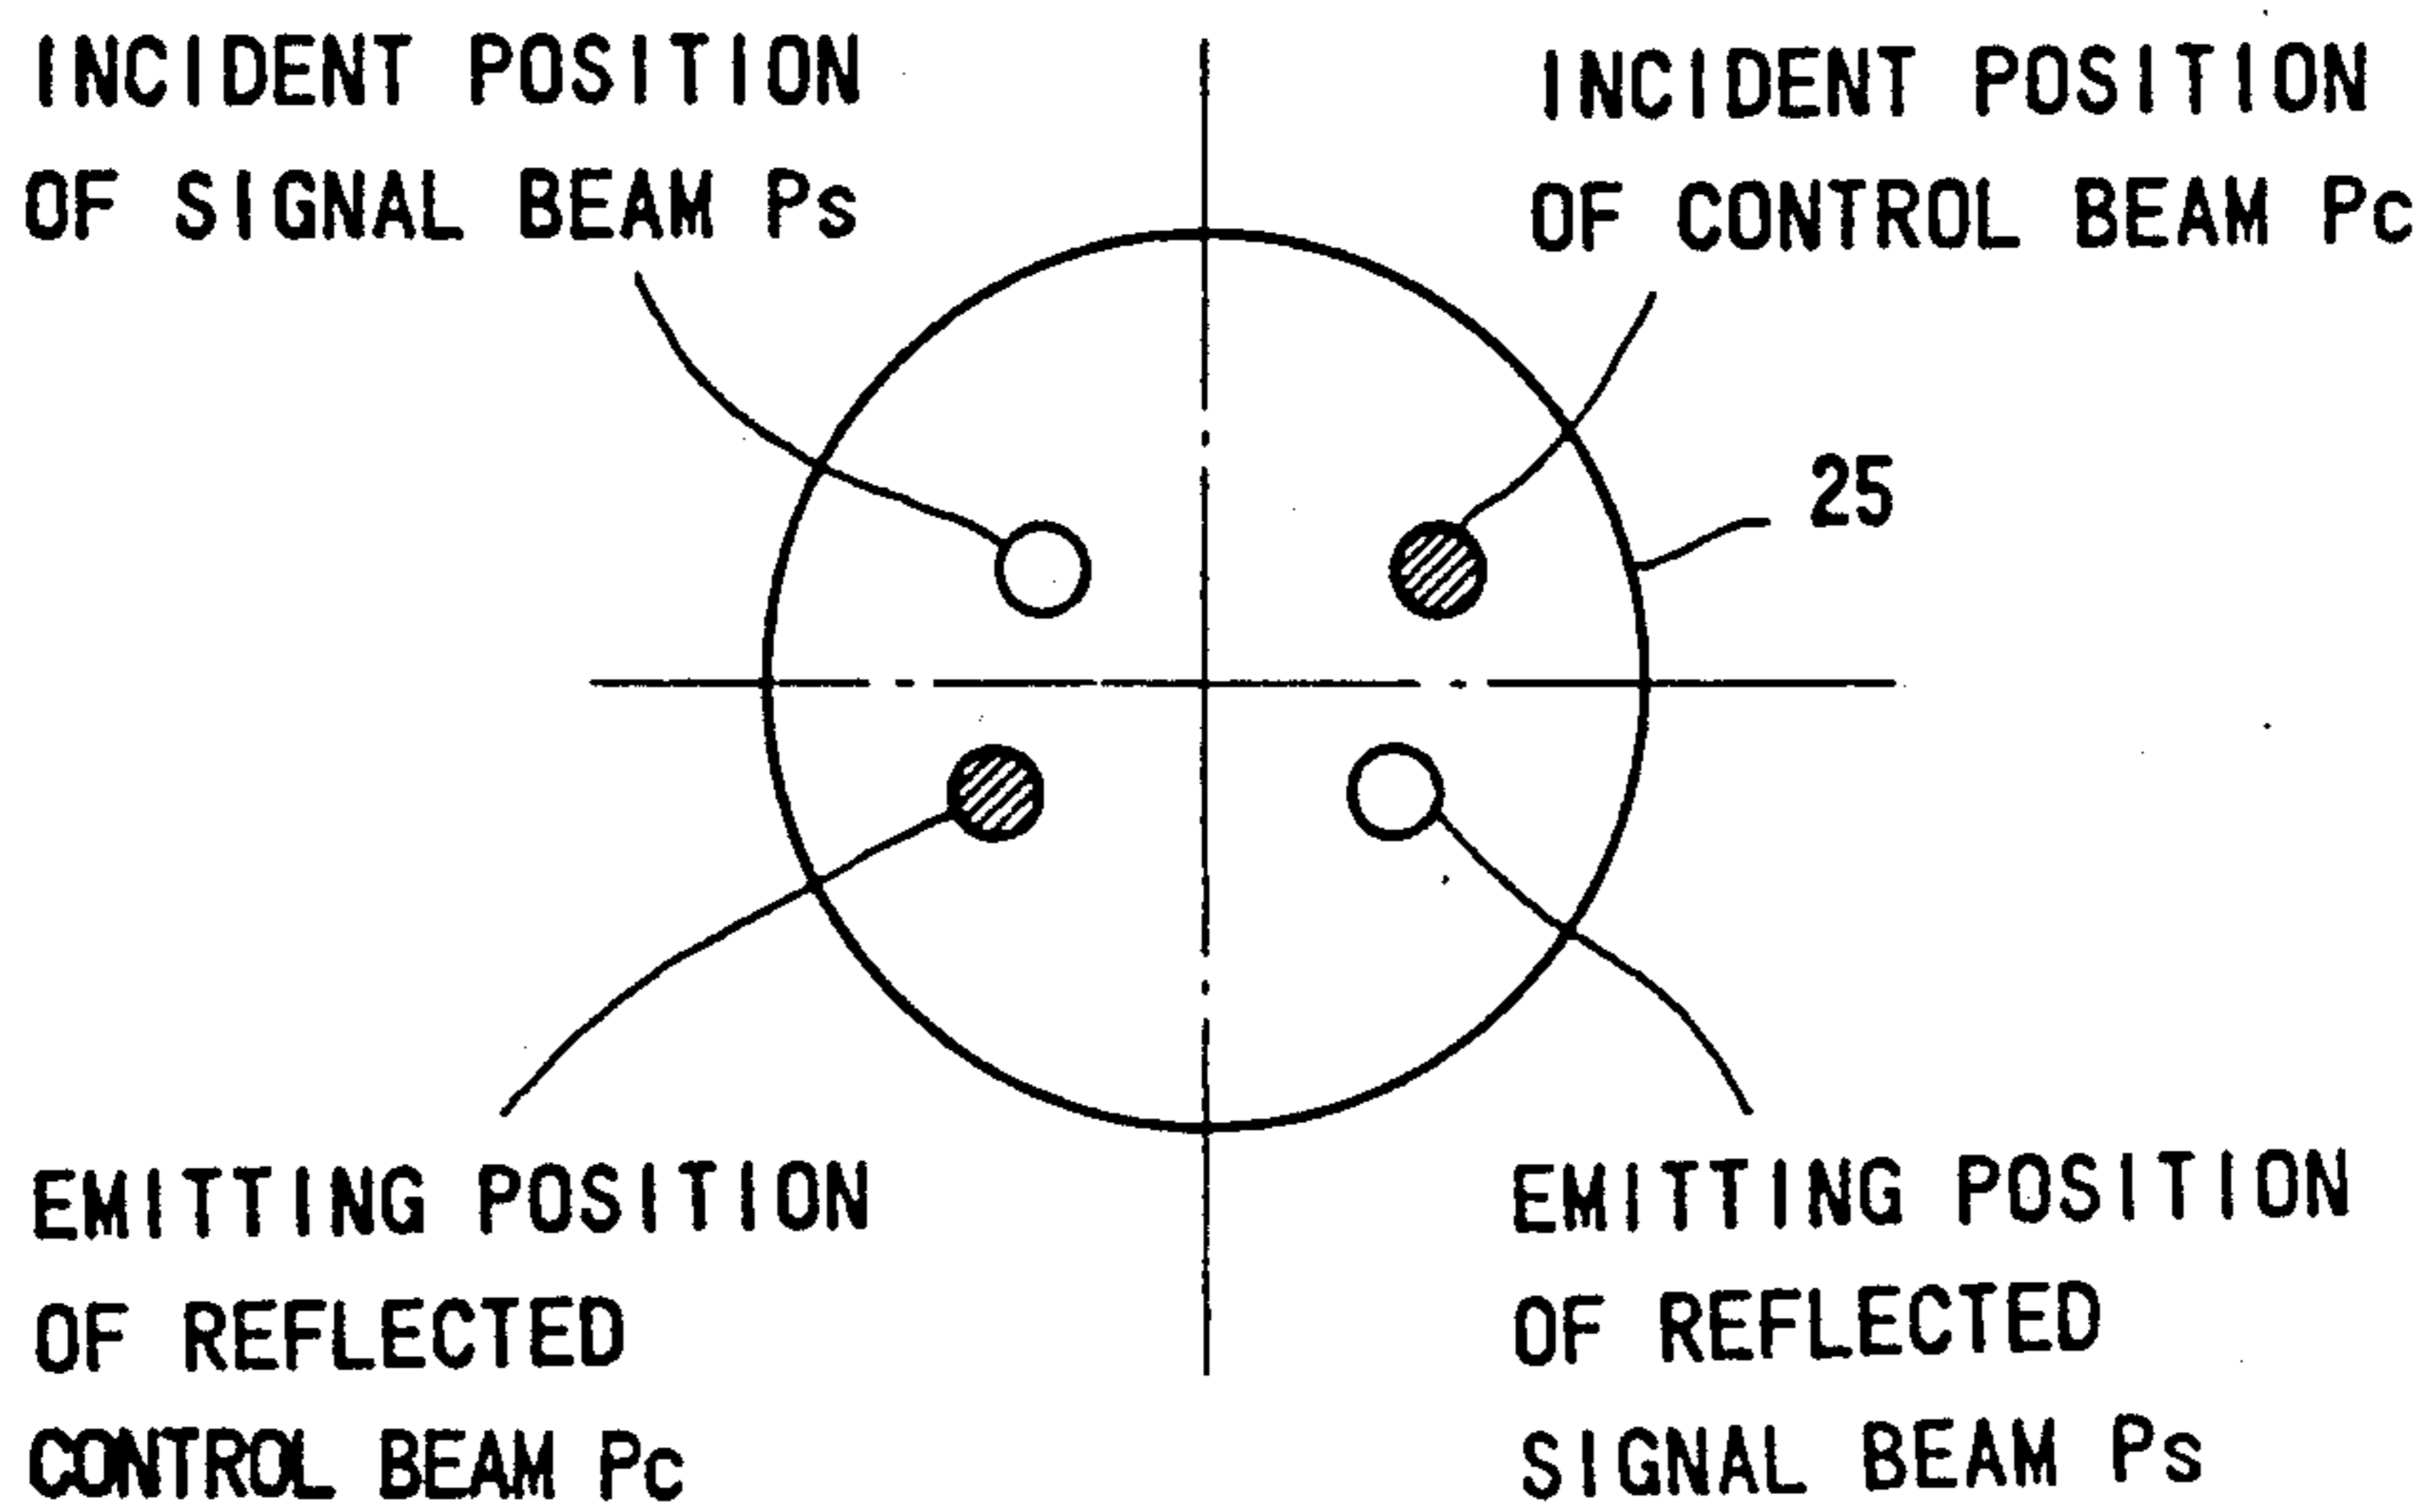 INCIDENT POSITION
OF SIGNAL BEAM Ps
INCIDENT POSITION
OF CONTROL BEAM Pc
25
EMITTING POSITION
OF REFLECTED
CONTROL BEAM Pc
EMITTING POSITION
OF REFLECTED
SIGNAL BEAM Ps